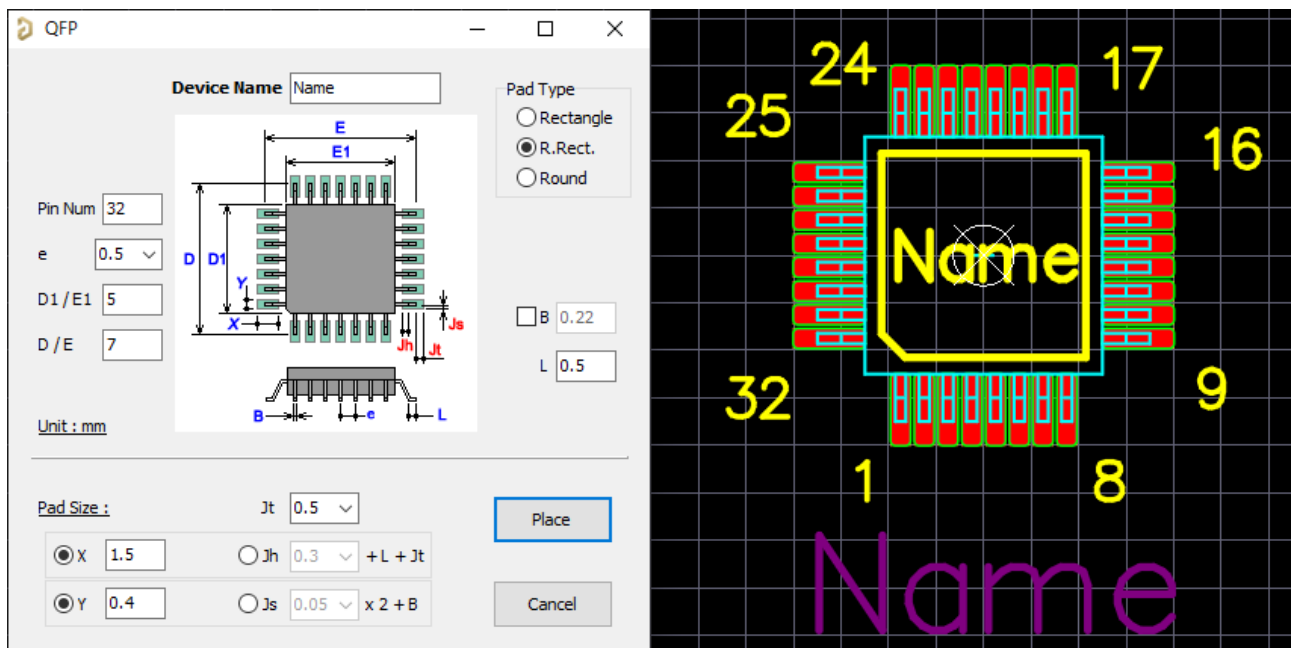 QFP
Device Name Name
Pad Type
Rectangle
R.Rect.
Round
Pin Num 32
e 0.5
D1 / E1 5
D / E 7
Unit : mm
E
E1
D D1
Y
X
Js
Jh Jt
B e L
B 0.22
L 0.5
Pad Size :
Jt 0.5
X 1.5
Jh 0.3 + L + Jt
Y 0.4
Js 0.05 x 2 + B
Place
Cancel
24 17
25 16
Name
32 9
1 8
Name